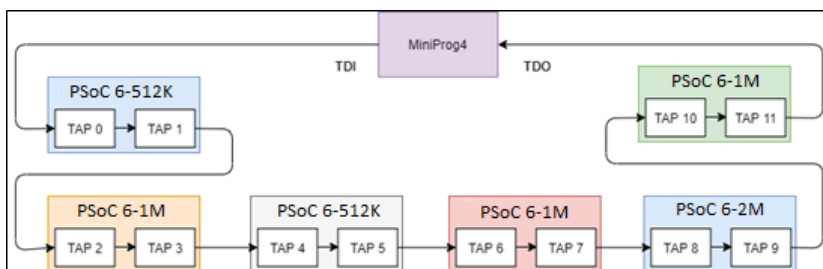 MiniProg4
TDI
TDO
PSoC 6-512K
TAP 0
TAP 1
PSoC 6-1M
TAP 10
TAP 11
PSoC 6-1M
TAP 2
TAP 3
PSoC 6-512K
TAP 4
TAP 5
PSoC 6-1M
TAP 6
TAP 7
PSoC 6-2M
TAP 8
TAP 9